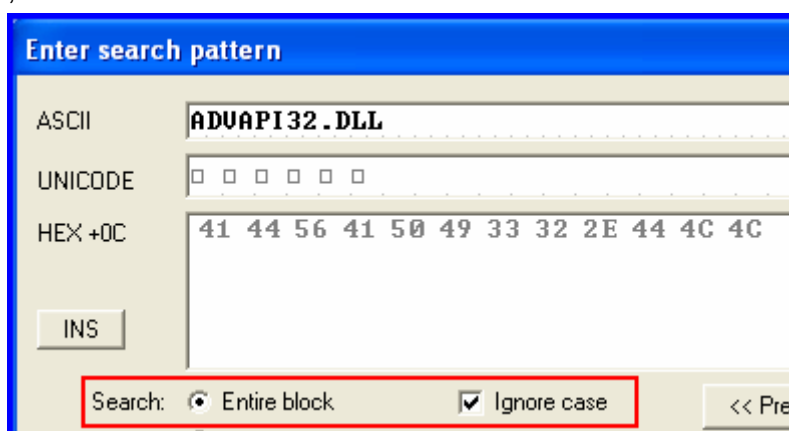 Enter search pattern
ASCII ADVAPI32.DLL
UNICODE
HEX +0C 41 44 56 41 50 49 33 32 2E 44 4C 4C
INS
Search: Entire block Ignore case << Pre